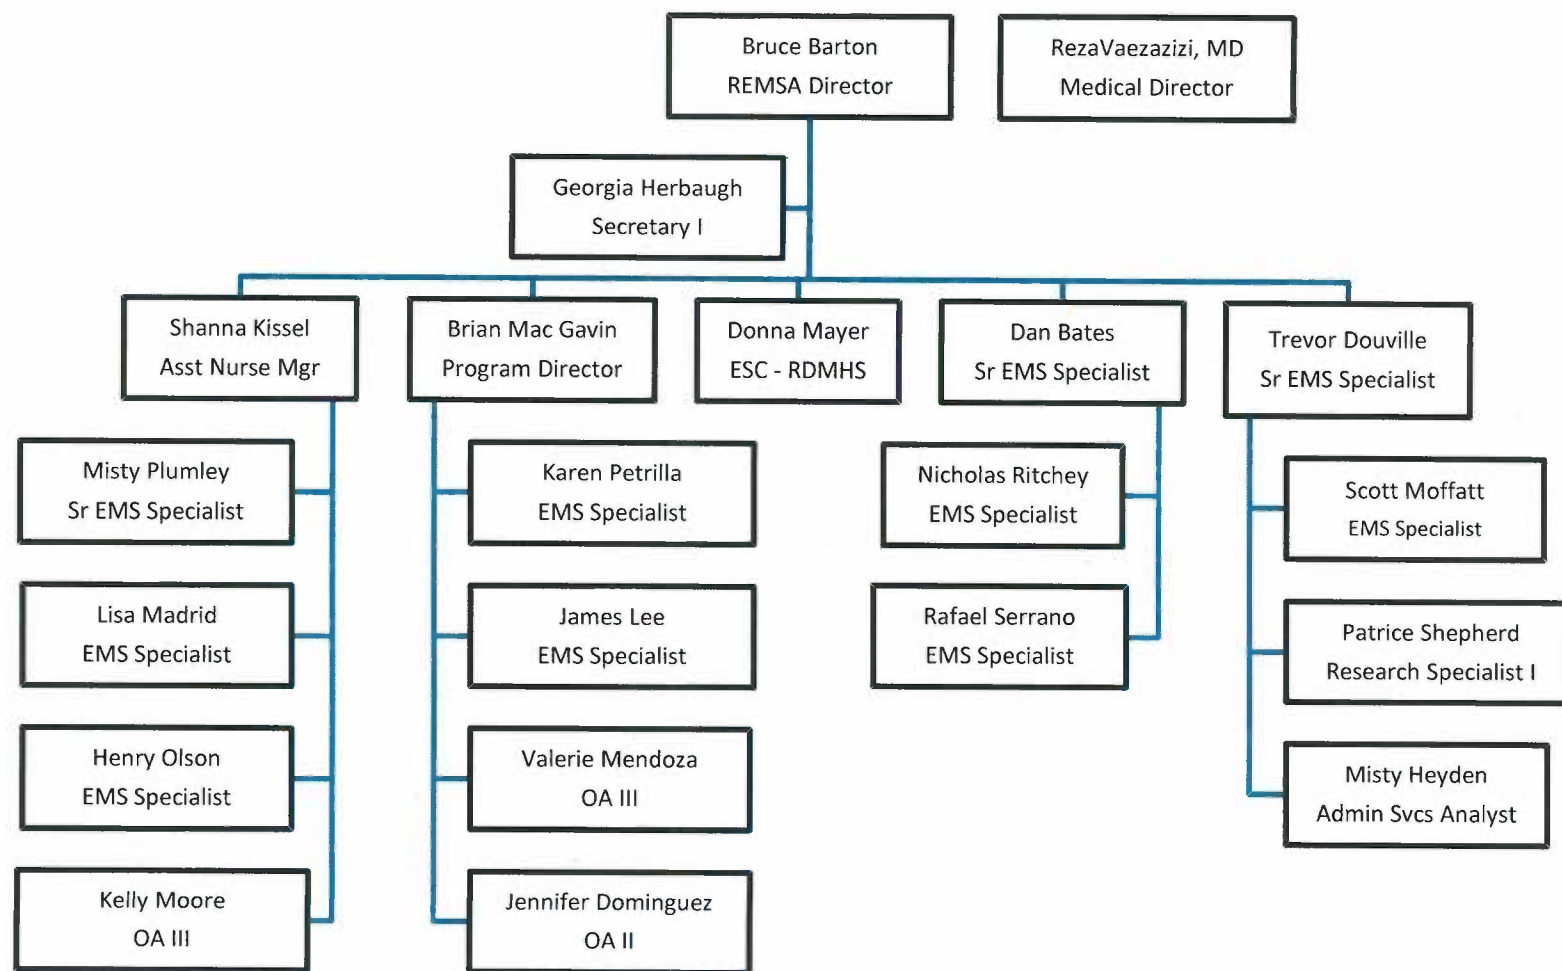 Bruce Barton
REMSA Director
RezaVaezazizi, MD
Medical Director
Georgia Herbaugh
Secretary I
Shanna Kissel
Asst Nurse Mgr
Brian Mac Gavin
Program Director
Donna Mayer
ESC - RDMHS
Dan Bates
Sr EMS Specialist
Trevor Douville
Sr EMS Specialist
Misty Plumley
Sr EMS Specialist
Lisa Madrid
EMS Specialist
Henry Olson
EMS Specialist
Kelly Moore
OA III
Karen Petrilla
EMS Specialist
James Lee
EMS Specialist
Valerie Mendoza
OA III
Jennifer Dominguez
OA II
Nicholas Ritchey
EMS Specialist
Rafael Serrano
EMS Specialist
Scott Moffatt
EMS Specialist
Patrice Shepherd
Research Specialist I
Misty Heyden
Admin Svcs Analyst